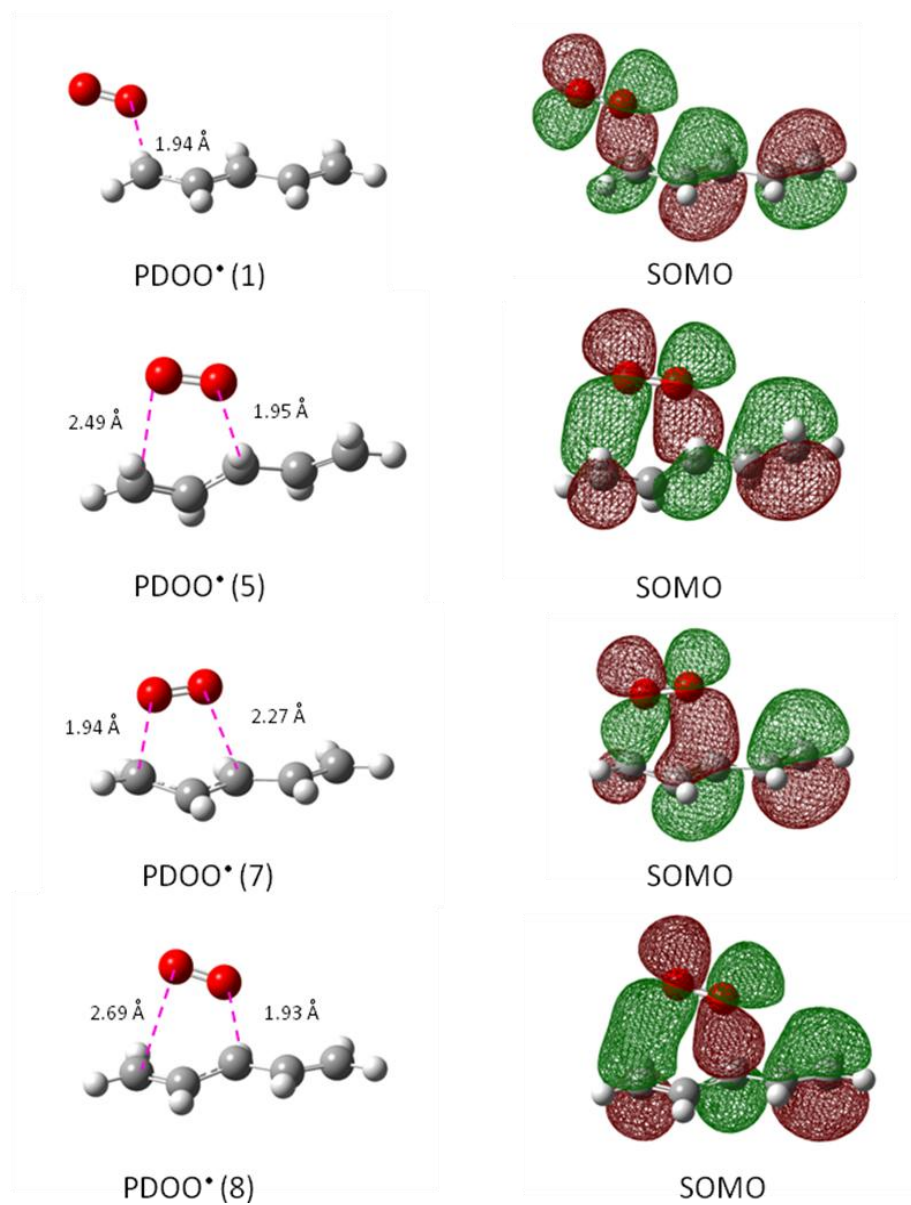 1.94 Å
PDOO• (1)
SOMO
2.49 Å
1.95 Å
PDOO• (5)
SOMO
1.94 Å
2.27 Å
PDOO• (7)
SOMO
2.69 Å
1.93 Å
PDOO• (8)
SOMO